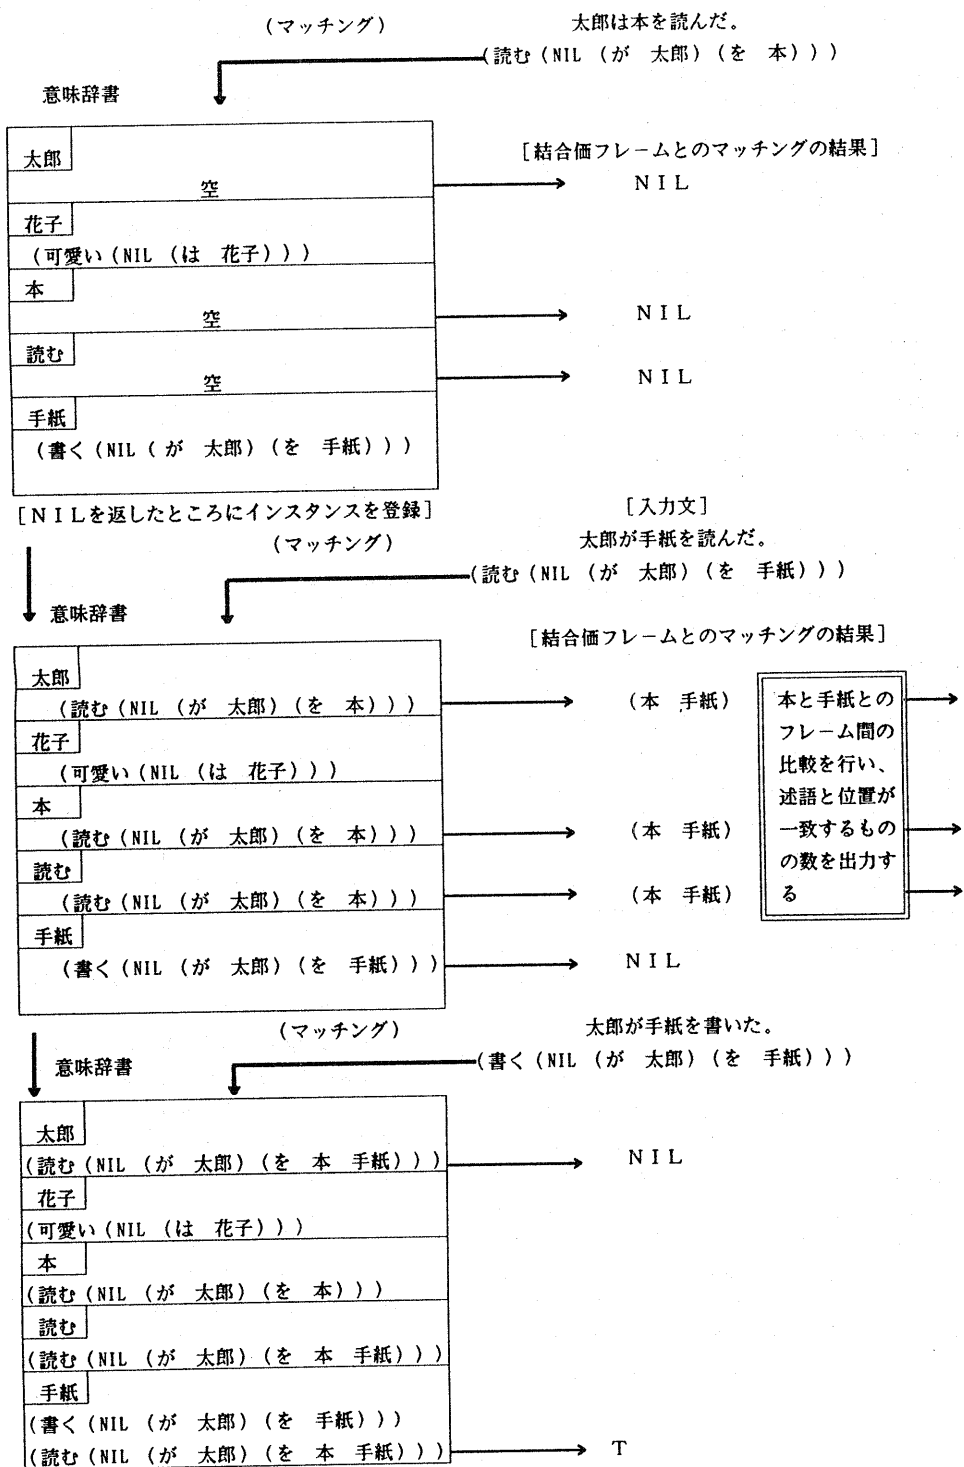 (マッチング)
太郎は本を読んだ。
(読む(NIL (が 太郎)(を 本)))
意味辞書
[結合価フレームとのマッチングの結果]
太郎
空
NIL
花子
(可愛い(NIL (は 花子)))
本
空
NIL
読む
空
NIL
手紙
(書く(NIL (が 太郎)(を 手紙)))
[NILを返したところにインスタンスを登録]
[入力文]
(マッチング)
太郎が手紙を読んだ。
(読む(NIL (が 太郎)(を 手紙)))
意味辞書
[結合価フレームとのマッチングの結果]
太郎
(読む(NIL (が 太郎)(を 本)))
(本 手紙)
花子
(可愛い(NIL (は 花子)))
本
(読む(NIL (が 太郎)(を 本)))
(本 手紙)
読む
(読む(NIL (が 太郎)(を 本)))
(本 手紙)
手紙
(書く(NIL (が 太郎)(を 手紙)))
NIL
本と手紙との
フレーム間の
比較を行い、
述語と位置が
一致するもの
の数を出力す
る
(マッチング)
太郎が手紙を書いた。
(書く(NIL (が 太郎)(を 手紙)))
意味辞書
太郎
(読む(NIL (が 太郎)(を 本 手紙)))
NIL
花子
(可愛い(NIL (は 花子)))
本
(読む(NIL (が 太郎)(を 本)))
読む
(読む(NIL (が 太郎)(を 本 手紙)))
手紙
(書く(NIL (が 太郎)(を 手紙)))
(読む(NIL (が 太郎)(を 本 手紙)))
T